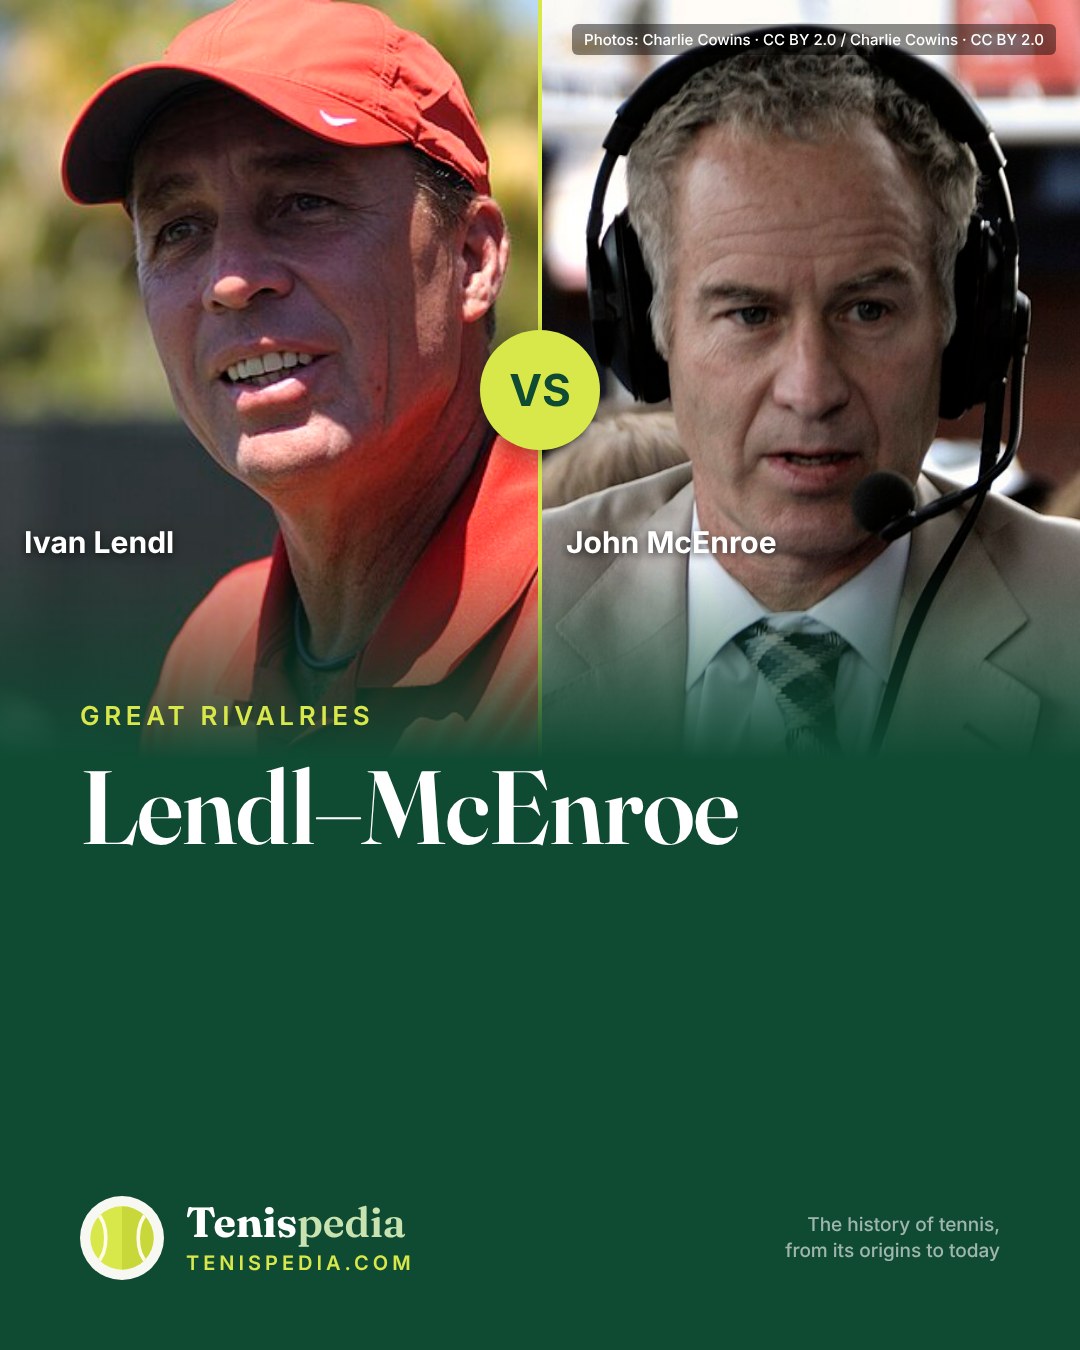 Photos: Charlie Cowins · CC BY 2.0 / Charlie Cowins · CC BY 2.0
VS
Ivan Lendl
John McEnroe
GREAT RIVALRIES
Lendl–McEnroe
Tenispedia
TENISPEDIA.COM
The history of tennis,
from its origins to today